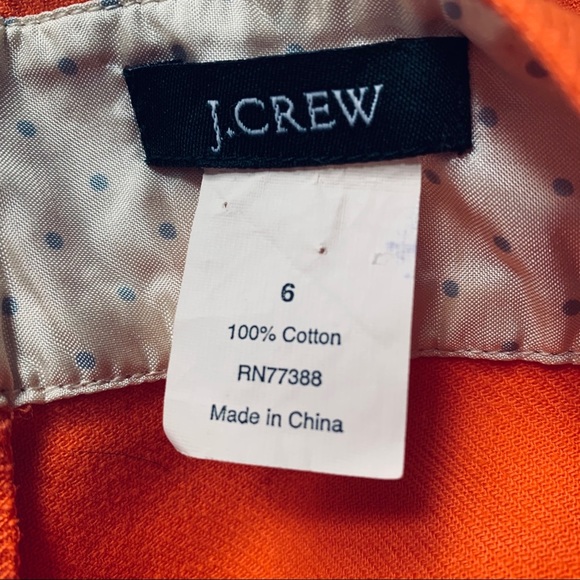 J.CREW
6
100% Cotton
RN77388
Made in China